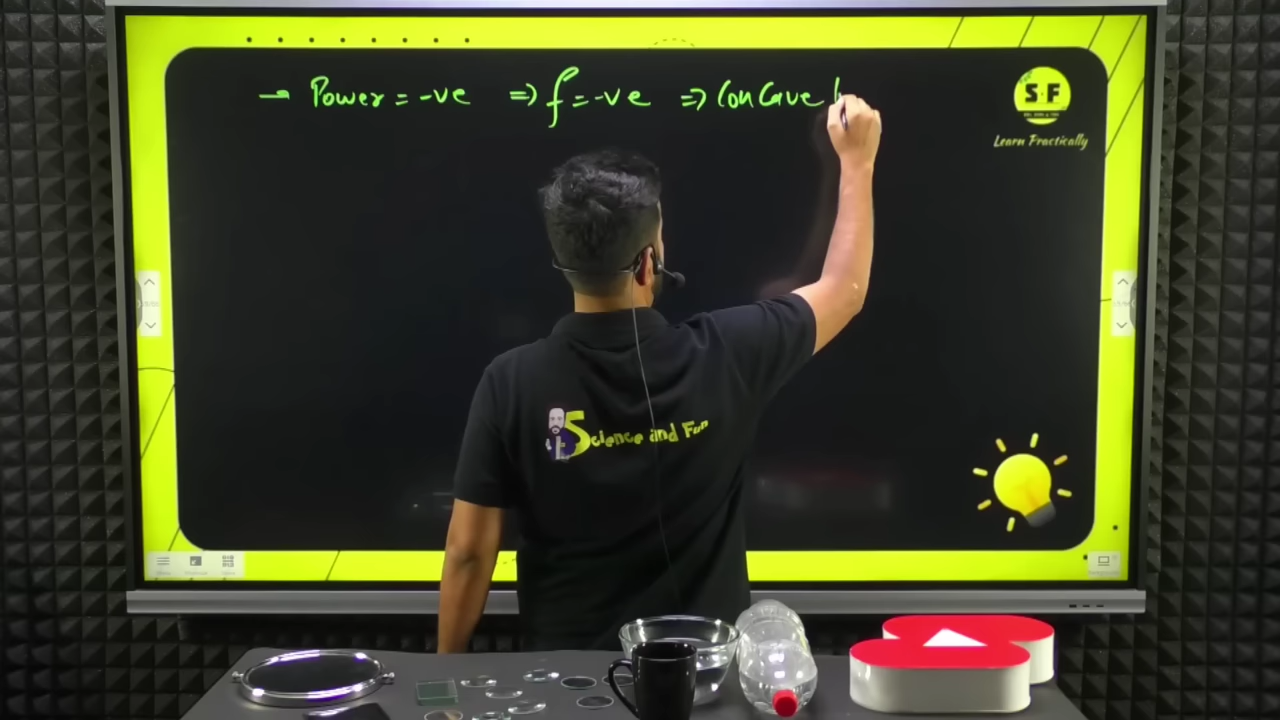 → Power = -ve ⇒ f = -ve ⇒ Concave
S·F
Learn Practically
Science and Fun